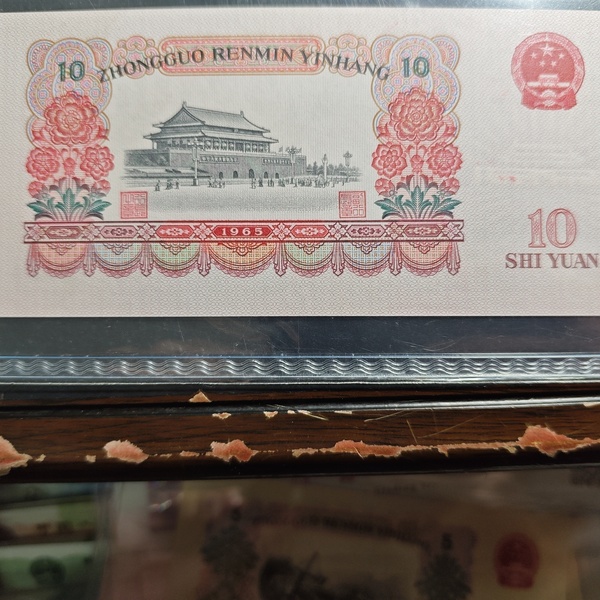 10 ZHONGGUO RENMIN YINHANG 10
1965
10
SHI YUAN